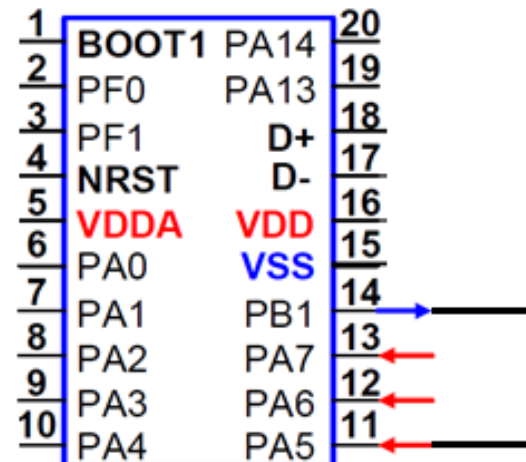 1 BOOT1 PA14 20
2 PF0 PA13 19
3 PF1 D+ 18
4 NRST D- 17
5 VDDA VDD 16
6 PA0 VSS 15
7 PA1 PB1 14
8 PA2 PA7 13
9 PA3 PA6 12
10 PA4 PA5 11